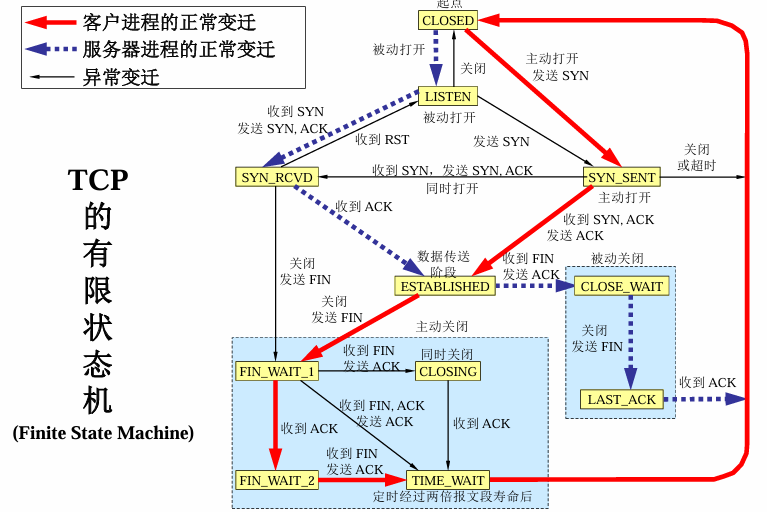 客户进程的正常变迁
服务器进程的正常变迁
异常变迁
TCP
的
有
限
状
态
机
(Finite State Machine)
起点
CLOSED
被动打开
关闭
主动打开
发送 SYN
LISTEN
被动打开
收到 SYN
发送 SYN, ACK
收到 RST
发送 SYN
关闭
或超时
SYN_RCVD
收到 SYN，发送 SYN, ACK
同时打开
SYN_SENT
主动打开
收到 ACK
收到 SYN, ACK
发送 ACK
数据传送
阶段
ESTABLISHED
收到 FIN
发送 ACK
被动关闭
CLOSE_WAIT
关闭
发送 FIN
关闭
发送 FIN
关闭
发送 FIN
LAST_ACK
收到 ACK
主动关闭
FIN_WAIT_1
收到 FIN
发送 ACK
同时关闭
CLOSING
收到 ACK
收到 FIN, ACK
发送 ACK
收到 ACK
FIN_WAIT_2
收到 FIN
发送 ACK
TIME_WAIT
定时经过两倍报文段寿命后